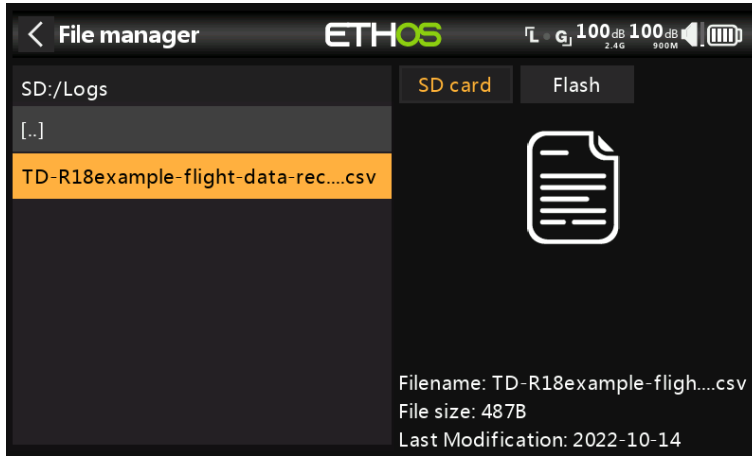 File manager
ETHOS
L G 100dB 100dB
2.4G 900M
SD:/Logs
SD card Flash
[..]
TD-R18example-flight-data-rec....csv
Filename: TD-R18example-fligh....csv
File size: 487B
Last Modification: 2022-10-14